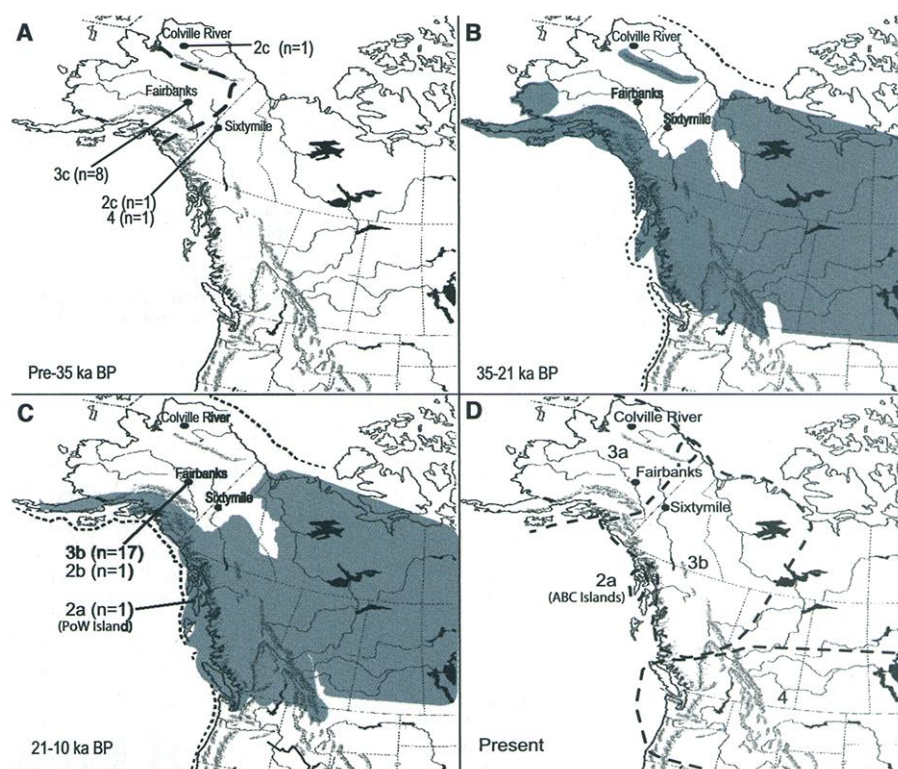 A
Colville River
2c (n=1)
Fairbanks
Sixtymile
3c (n=8)
2c (n=1)
4 (n=1)
Pre-35 ka BP
B
Colville River
Fairbanks
Sixtymile
35-21 ka BP
C
Colville River
Fairbanks
Sixtymile
3b (n=17)
2b (n=1)
2a (n=1)
(PoW Island)
21-10 ka BP
D
Colville River
3a
Fairbanks
Sixtymile
3b
2a
(ABC Islands)
4
Present